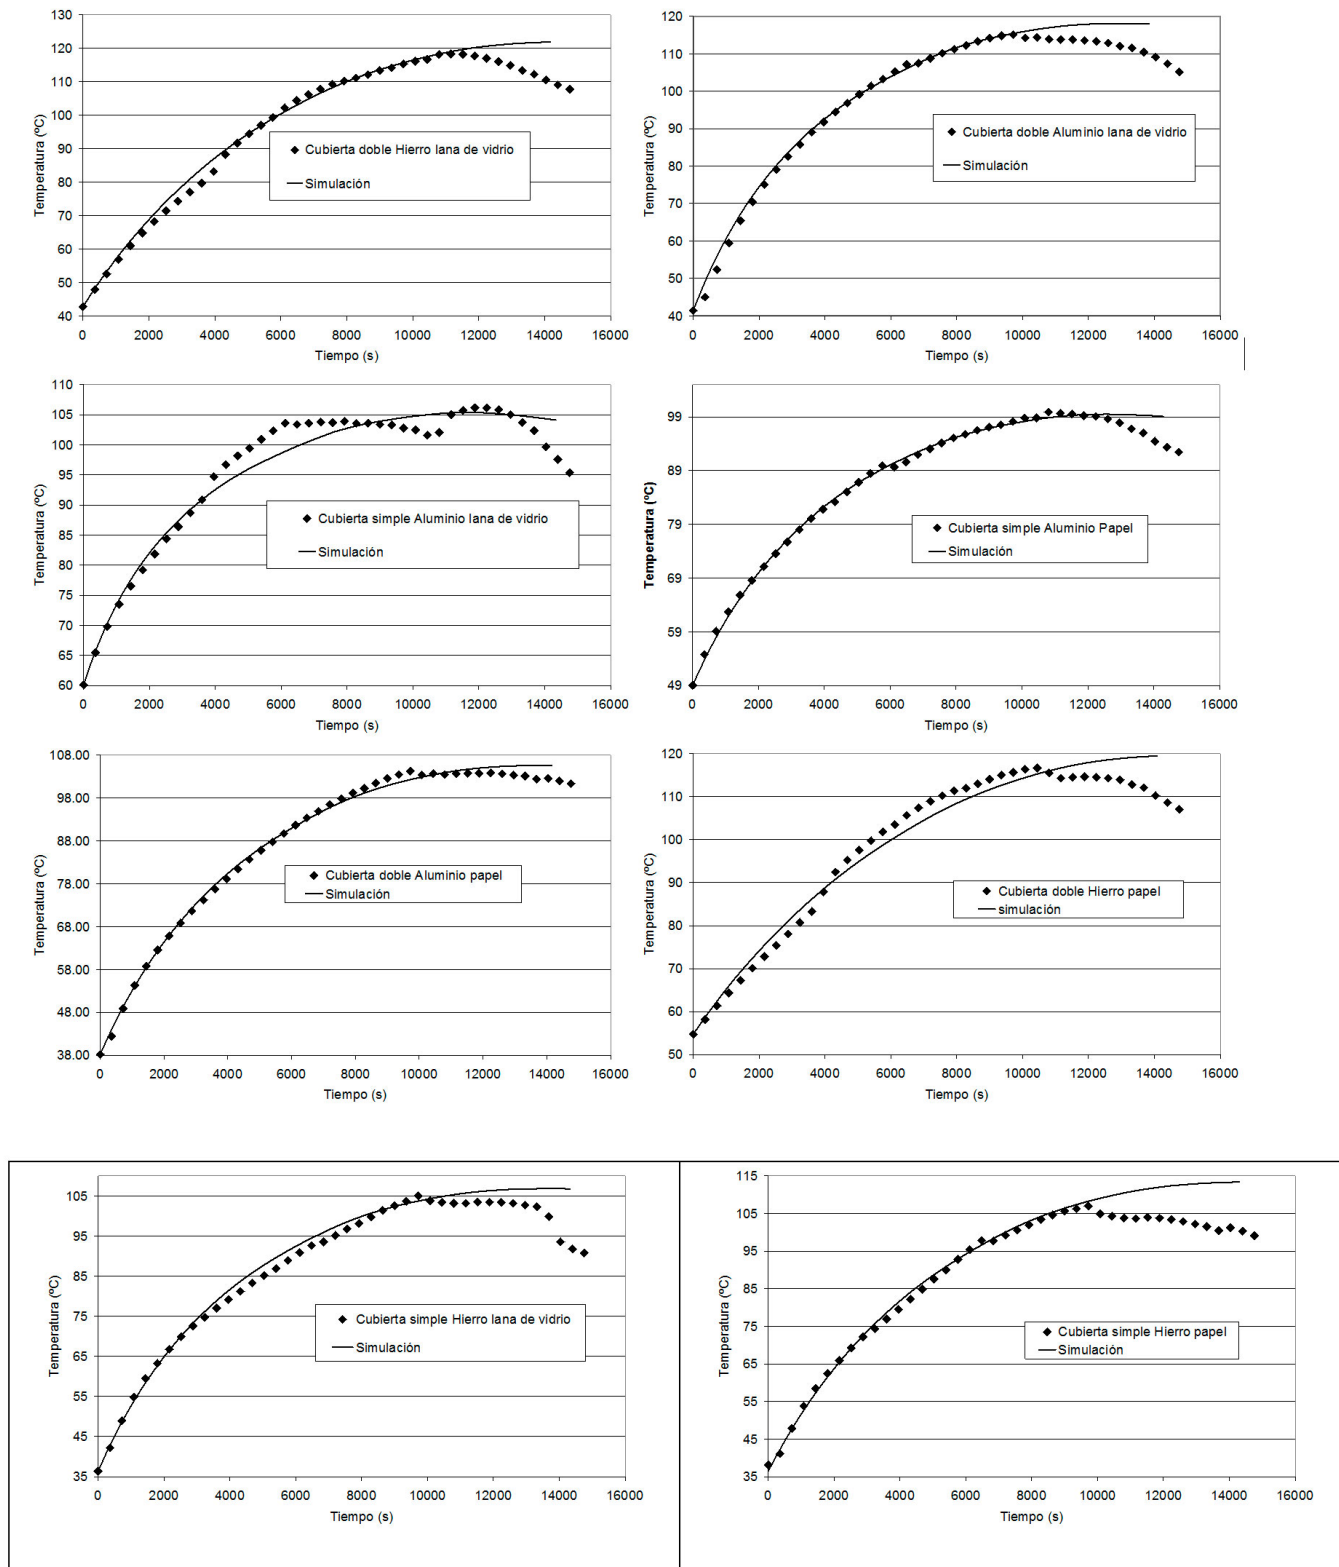 130
120
110
100
90
80
70
60
50
40
Temperatura (ºC)
◆ Cubierta doble Hierro lana de vidrio
— Simulación
0 2000 4000 6000 8000 10000 12000 14000 16000
Tiempo (s)
120
110
100
90
80
70
60
50
40
Temperatura (ºC)
◆ Cubierta doble Aluminio lana de vidrio
— Simulación
0 2000 4000 6000 8000 10000 12000 14000 16000
Tiempo (s)
110
105
100
95
90
85
80
75
70
65
60
Temperatura (ºC)
◆ Cubierta simple Aluminio lana de vidrio
— Simulación
0 2000 4000 6000 8000 10000 12000 14000 16000
Tiempo (s)
99
89
79
69
59
49
Temperatura (ºC)
◆ Cubierta simple Aluminio Papel
— Simulación
0 2000 4000 6000 8000 10000 12000 14000 16000
Tiempo (s)
108.00
98.00
88.00
78.00
68.00
58.00
48.00
38.00
Temperatura (ºC)
◆ Cubierta doble Aluminio papel
— Simulación
0 2000 4000 6000 8000 10000 12000 14000 16000
Tiempo (s)
120
110
100
90
80
70
60
50
Temperatura (ºC)
◆ Cubierta doble Hierro papel
— simulación
0 2000 4000 6000 8000 10000 12000 14000 16000
Tiempo (s)
105
95
85
75
65
55
45
35
Temperatura (ºC)
◆ Cubierta simple Hierro lana de vidrio
— Simulación
0 2000 4000 6000 8000 10000 12000 14000 16000
Tiempo (s)
115
105
95
85
75
65
55
45
35
Temperatura (ºC)
◆ Cubierta simple Hierro papel
— Simulación
0 2000 4000 6000 8000 10000 12000 14000 16000
Tiempo (s)